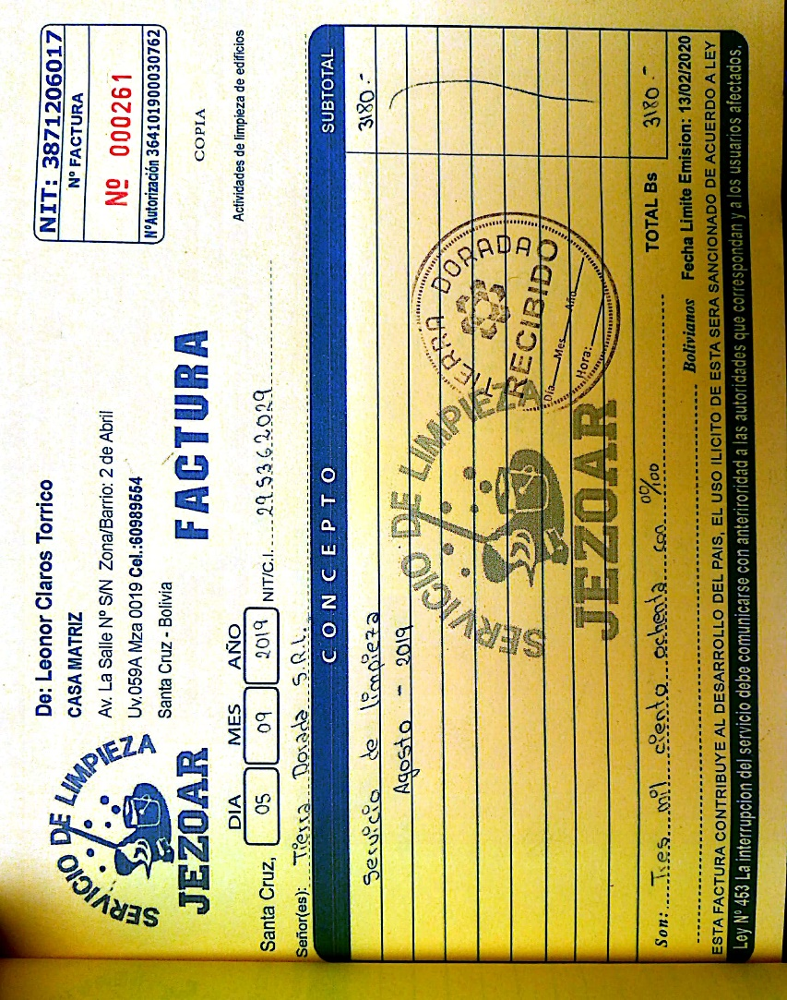 SERVICIO DE LIMPIEZA
JEZOAR
De: Leonor Claros Torrico
CASA MATRIZ
Av. La Salle Nº S/N Zona/Barrio: 2 de Abril
Uv.059A Mza 0019 Cel.:60989554
Santa Cruz - Bolivia
FACTURA
NIT: 3871206017
Nº FACTURA
Nº 000261
NºAutorización 364101900030762
COPIA
Actividades de limpieza de edificios
DIA MES AÑO
Santa Cruz, 05 09 2019 NIT/C.I. 295362029
Señor(es): Tierra Dorada S.R.L.
CONCEPTO SUBTOTAL
Servicio de limpieza 3180.-
Agosto - 2019
SERVICIO DE LIMPIEZA
JEZOAR
TIERRA DORADA
RECIBIDO
Día Mes Año
Hora:
TOTAL Bs 3180.-
Son: Tres mil ciento ochenta con 00/100
Bolivianos Fecha Limite Emision: 13/02/2020
ESTA FACTURA CONTRIBUYE AL DESARROLLO DEL PAIS, EL USO ILICITO DE ESTA SERA SANCIONADO DE ACUERDO A LEY
Ley Nº 453 La interrupcion del servicio debe comunicarse con anterriroridad a las autoridades que correspondan y a los usuarios afectados.